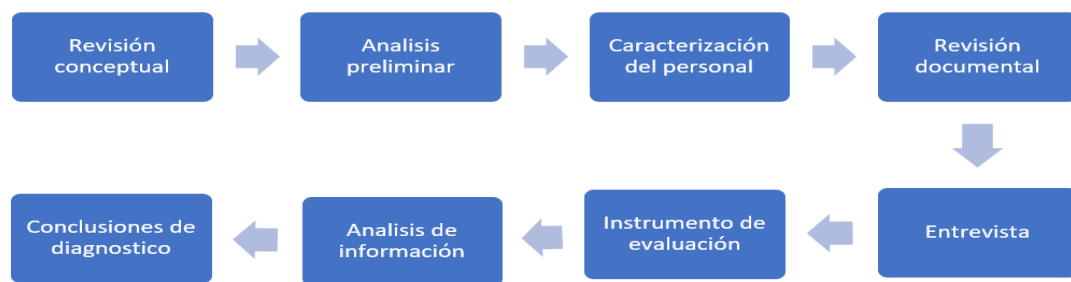 Revisión
conceptual
Analisis
preliminar
Caracterización
del personal
Revisión
documental
Entrevista
Instrumento de
evaluación
Analisis de
información
Conclusiones de
diagnostico